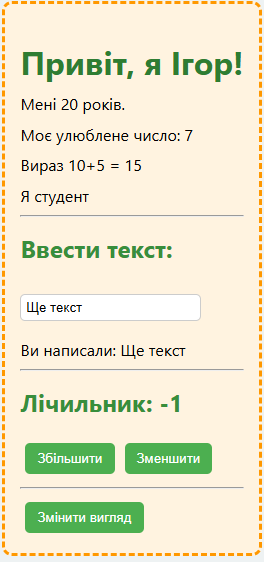 Привіт, я Ігор!
Мені 20 років.
Моє улюблене число: 7
Вираз 10+5 = 15
Я студент
Ввести текст:
Ще текст
Ви написали: Ще текст
Лічильник: -1
Збільшити Зменшити
Змінити вигляд